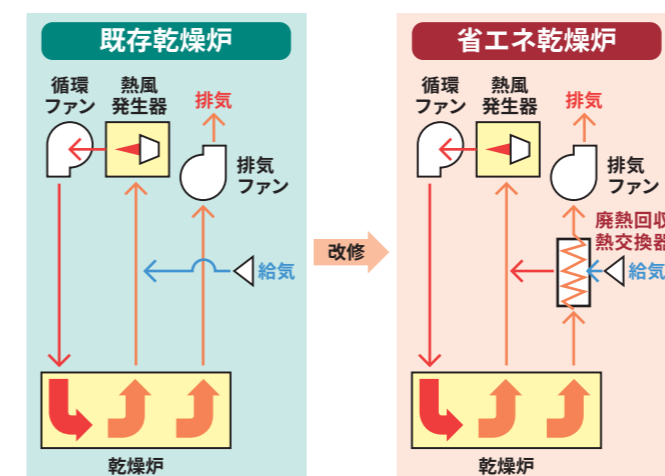 既存乾燥炉
循環
ファン
熱風
発生器
排気
排気
ファン
給気
乾燥炉
改修
省エネ乾燥炉
循環
ファン
熱風
発生器
排気
排気
ファン
廃熱回収
熱交換器
給気
乾燥炉